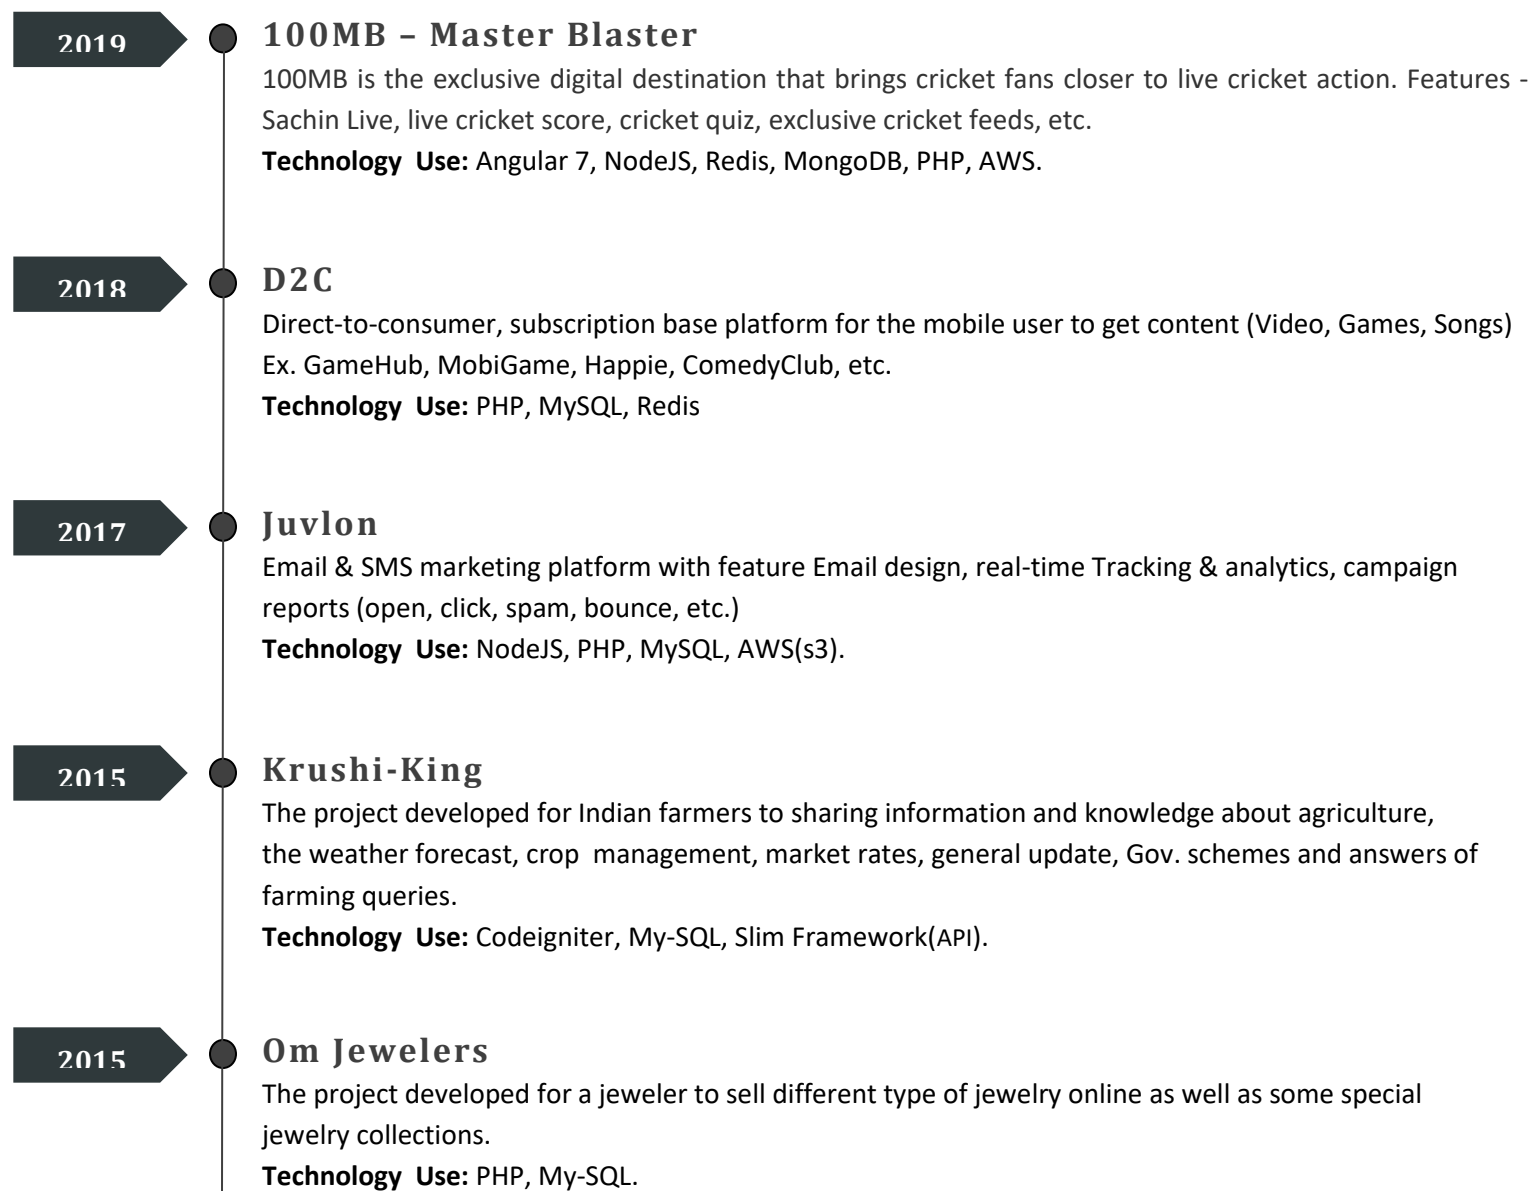 2019
100MB – Master Blaster
100MB is the exclusive digital destination that brings cricket fans closer to live cricket action. Features -
Sachin Live, live cricket score, cricket quiz, exclusive cricket feeds, etc.
Technology  Use: Angular 7, NodeJS, Redis, MongoDB, PHP, AWS.
2018
D2C
Direct-to-consumer, subscription base platform for the mobile user to get content (Video, Games, Songs)
Ex. GameHub, MobiGame, Happie, ComedyClub, etc.
Technology  Use: PHP, MySQL, Redis
2017
Juvlon
Email & SMS marketing platform with feature Email design, real-time Tracking & analytics, campaign
reports (open, click, spam, bounce, etc.)
Technology  Use: NodeJS, PHP, MySQL, AWS(s3).
2015
Krushi-King
The project developed for Indian farmers to sharing information and knowledge about agriculture,
the weather forecast, crop  management, market rates, general update, Gov. schemes and answers of
farming queries.
Technology  Use: Codeigniter, My-SQL, Slim Framework(API).
2015
Om Jewelers
The project developed for a jeweler to sell different type of jewelry online as well as some special
jewelry collections.
Technology  Use: PHP, My-SQL.